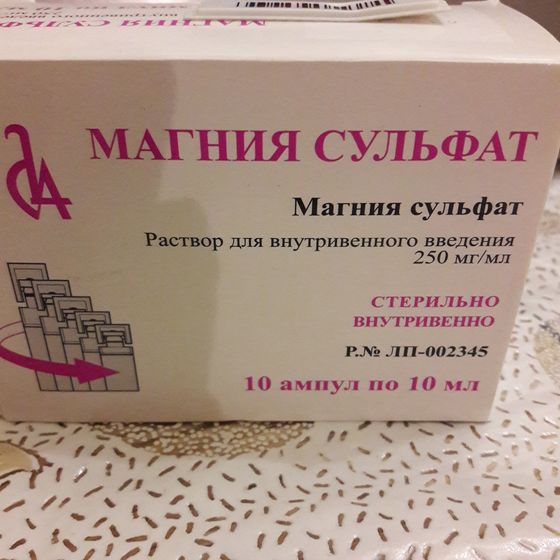 МАГНИЯ СУЛЬФАТ
Магния сульфат
Раствор для внутривенного введения
250 мг/мл
СТЕРИЛЬНО
ВНУТРИВЕННО
Р.№ ЛП-002345
10 ампул по 10 мл